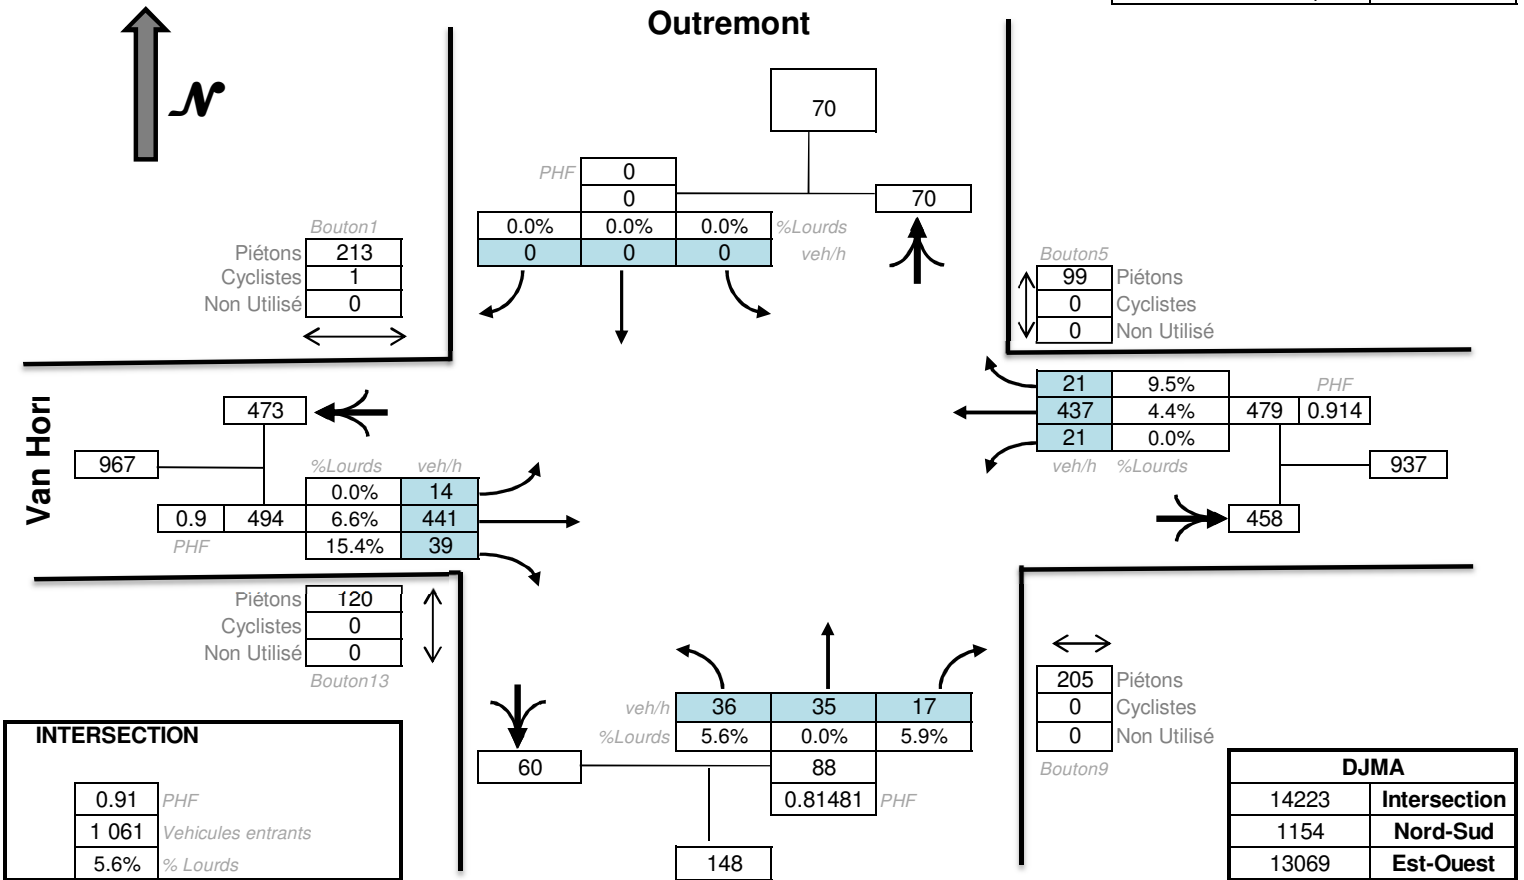 Outremont
N
70
PHF 0
0
70
0.0% 0.0% 0.0% %Lourds
0 0 0 veh/h
Bouton1
Piétons 213
Cyclistes 1
Non Utilisé 0
Bouton5
99 Piétons
0 Cyclistes
0 Non Utilisé
Van Hori
473
967
%Lourds veh/h
0.0% 14
0.9 494 6.6% 441
PHF 15.4% 39
21 9.5% PHF
437 4.4% 479 0.914
21 0.0%
veh/h %Lourds
937
458
Piétons 120
Cyclistes 0
Non Utilisé 0
Bouton13
veh/h 36 35 17
%Lourds 5.6% 0.0% 5.9%
60 88
0.81481 PHF
148
205 Piétons
0 Cyclistes
0 Non Utilisé
Bouton9
INTERSECTION
0.91 PHF
1 061 Vehicules entrants
5.6% % Lourds
DJMA
14223 Intersection
1154 Nord-Sud
13069 Est-Ouest